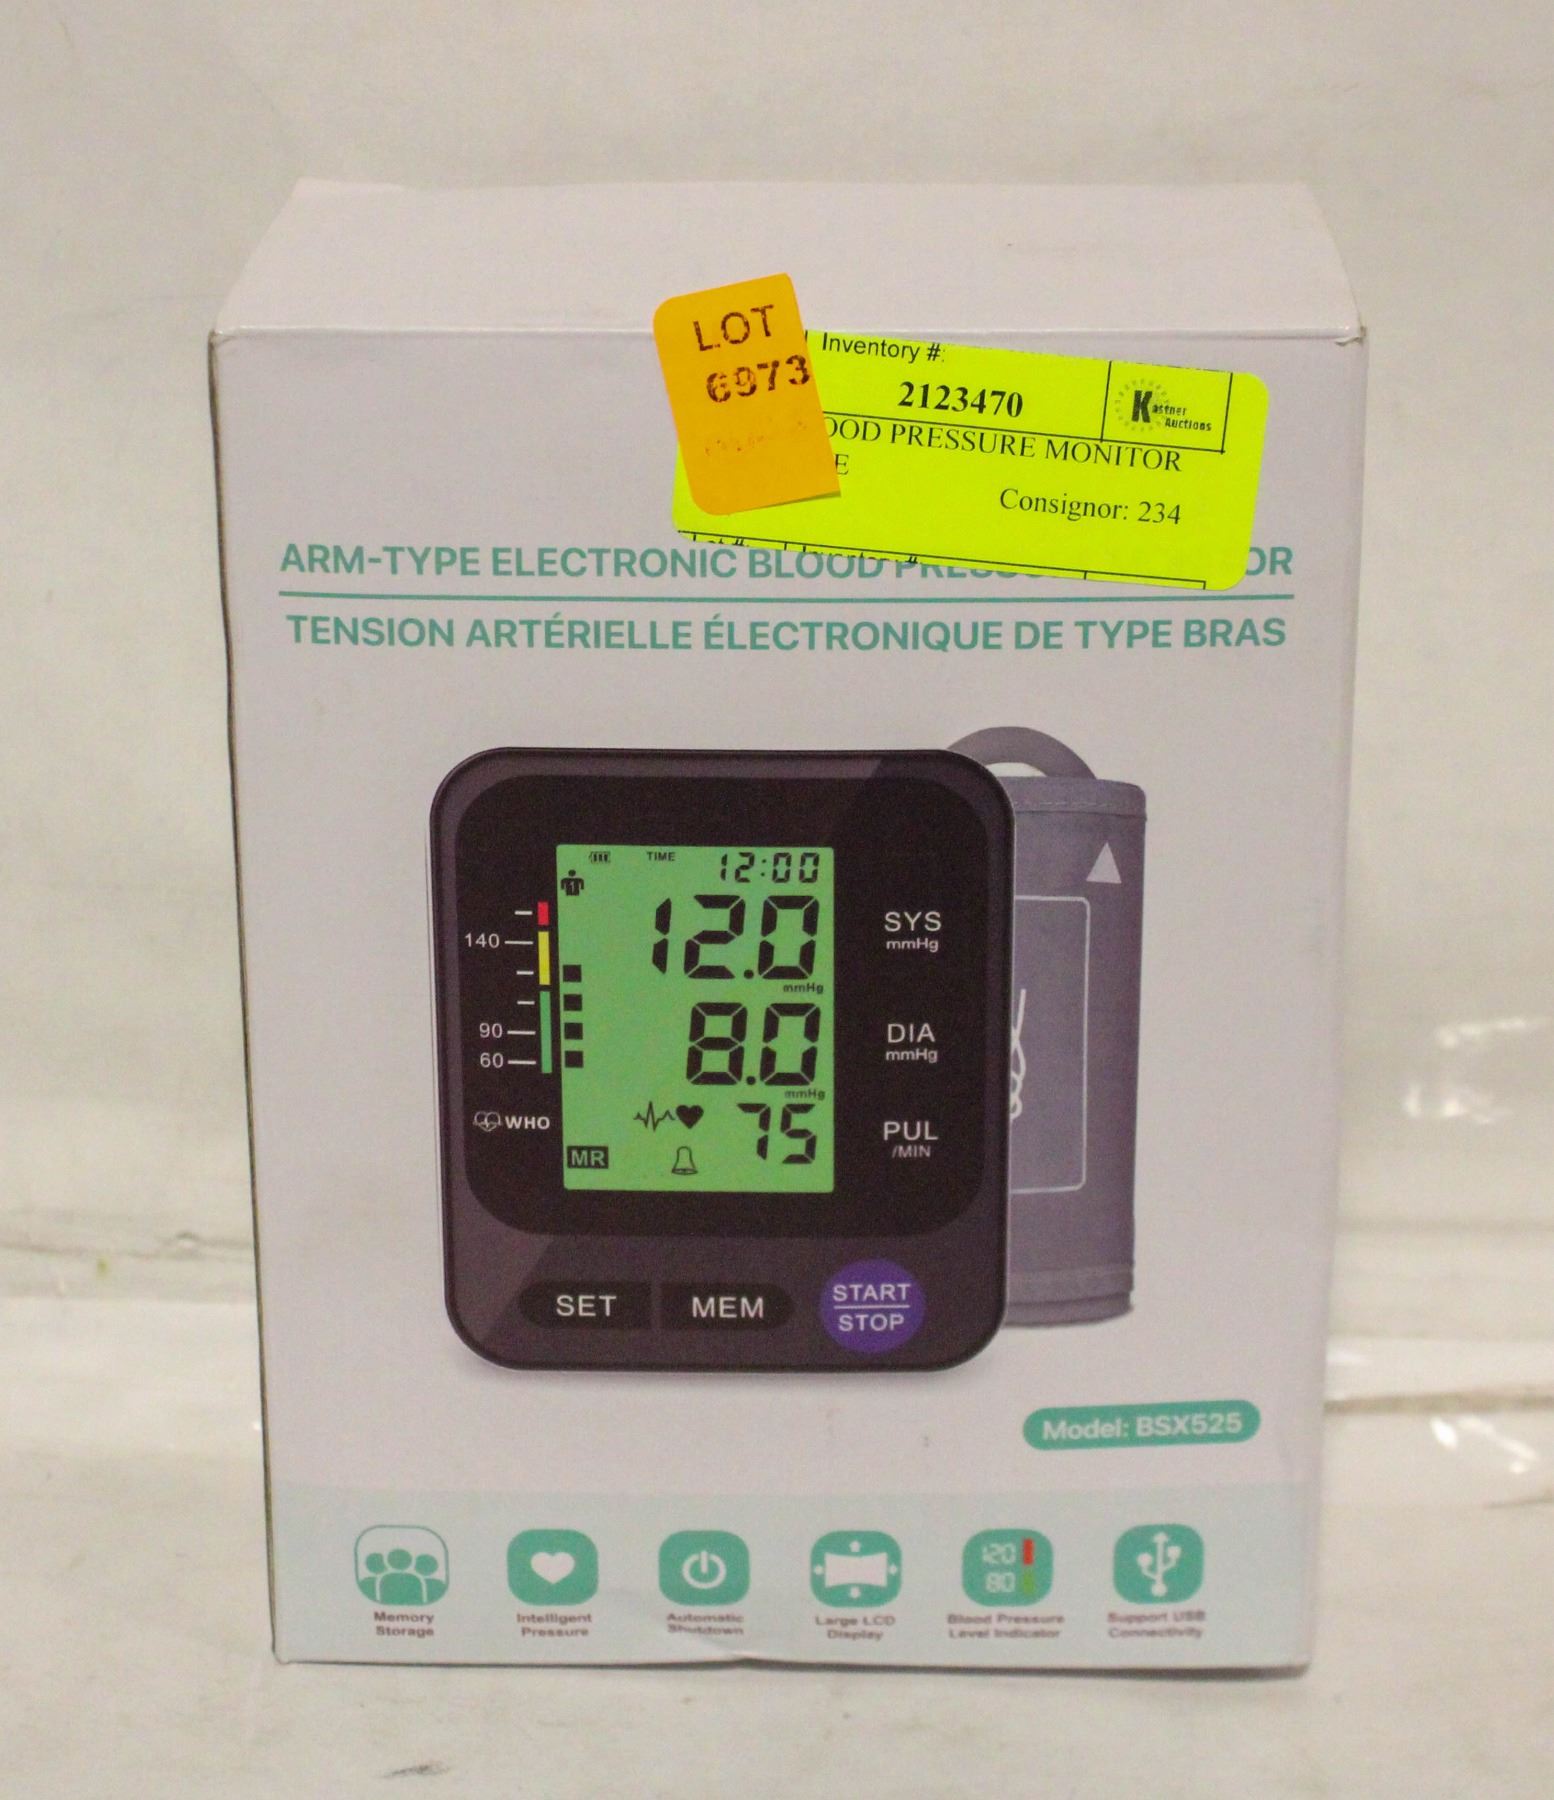 LOT
6973
Inventory #:
2123470
Kastner
Auctions
OOD PRESSURE MONITOR
E
Consignor: 234
ARM-TYPE ELECTRONIC BLOOD OR
TENSION ARTÉRIELLE ÉLECTRONIQUE DE TYPE BRAS
TIME 12:00
1
12.0
mmHg
SYS
mmHg
140
8.0
mmHg
DIA
mmHg
90
60
WHO
75
PUL
/MIN
MR
SET MEM START
STOP
Model: BSX525
120
80
Memory
Storage
Intelligent
Pressure
Automatic
Shutdown
Large LCD
Display
Blood Pressure
Level Indicator
Support USB
Connectivity